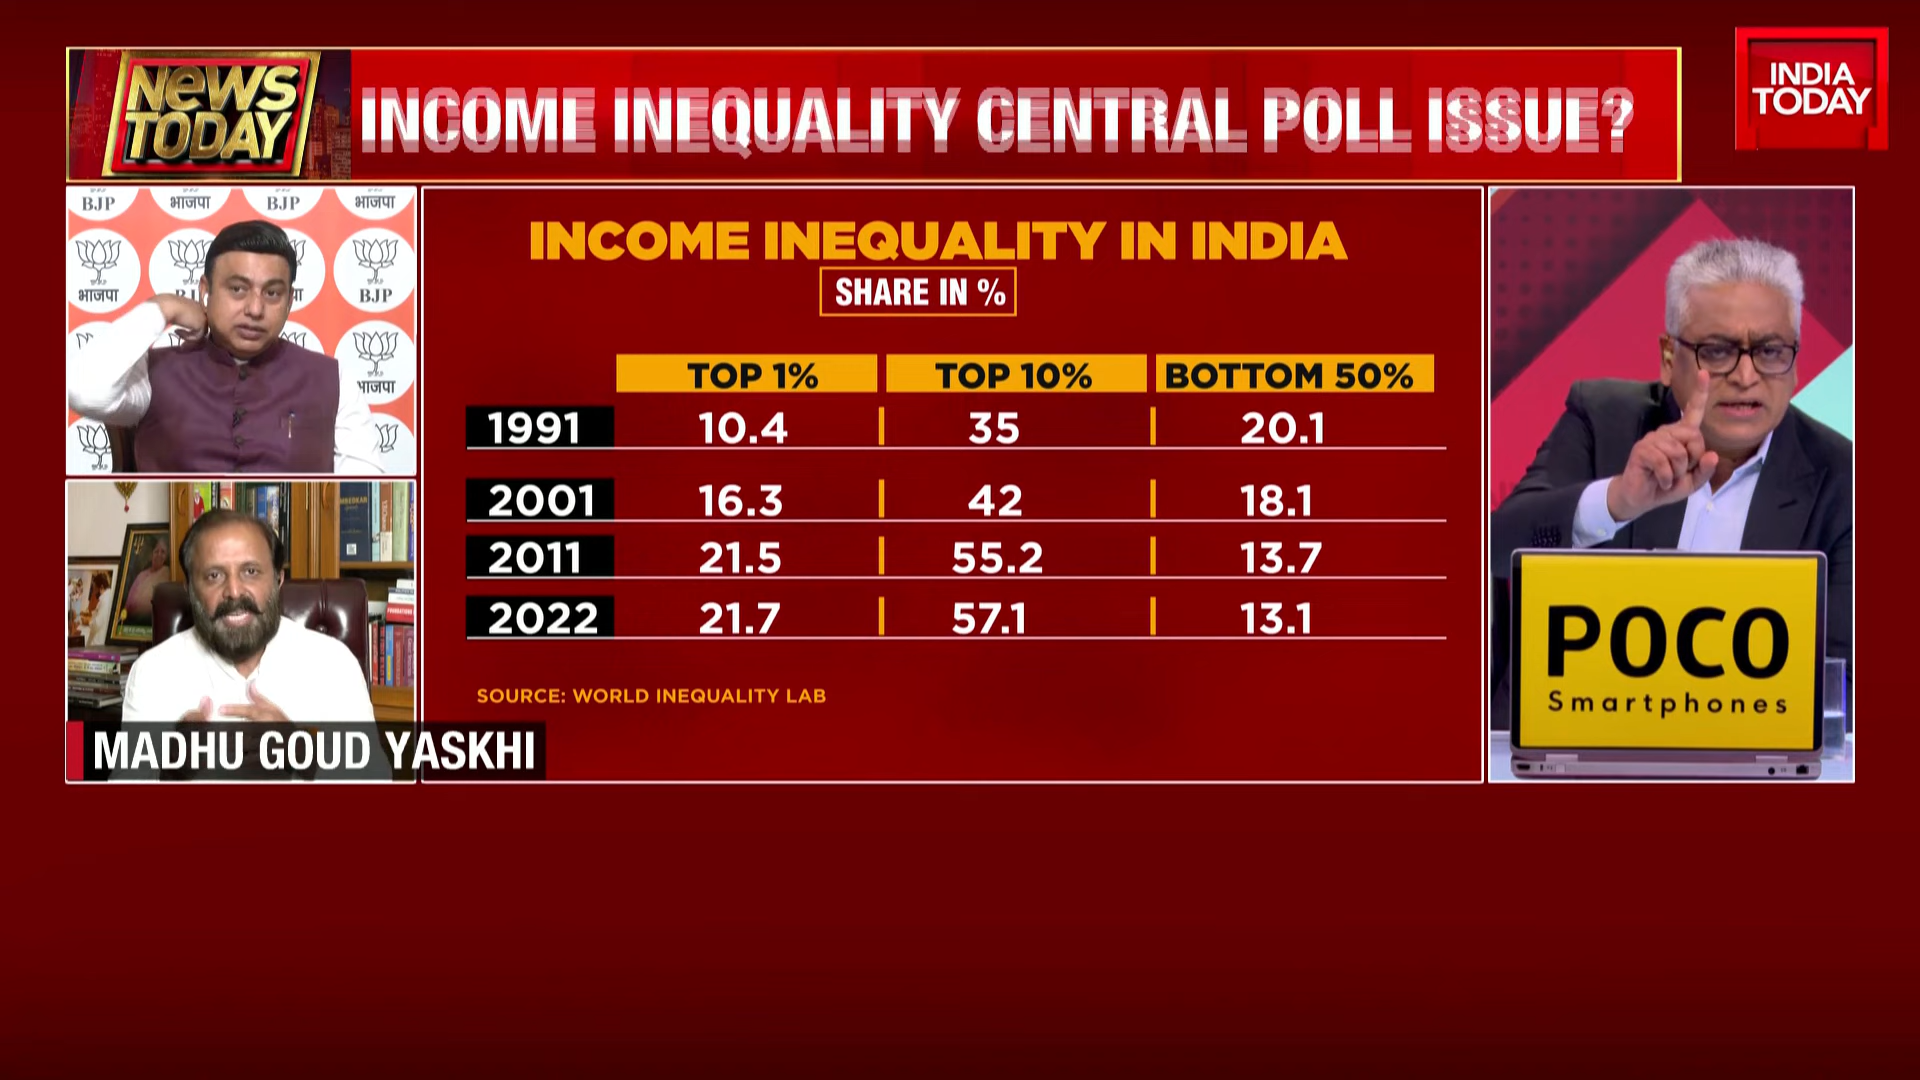 NEWS
TODAY
INCOME INEQUALITY CENTRAL POLL ISSUE?
INDIA
TODAY
BJP भाजपा BJP भाजपा
भाजपा BJP
BJP
भाजपा
INCOME INEQUALITY IN INDIA
SHARE IN %
TOP 1% TOP 10% BOTTOM 50%
1991 10.4 35 20.1
2001 16.3 42 18.1
2011 21.5 55.2 13.7
2022 21.7 57.1 13.1
SOURCE: WORLD INEQUALITY LAB
MADHU GOUD YASKHI
POCO
Smartphones